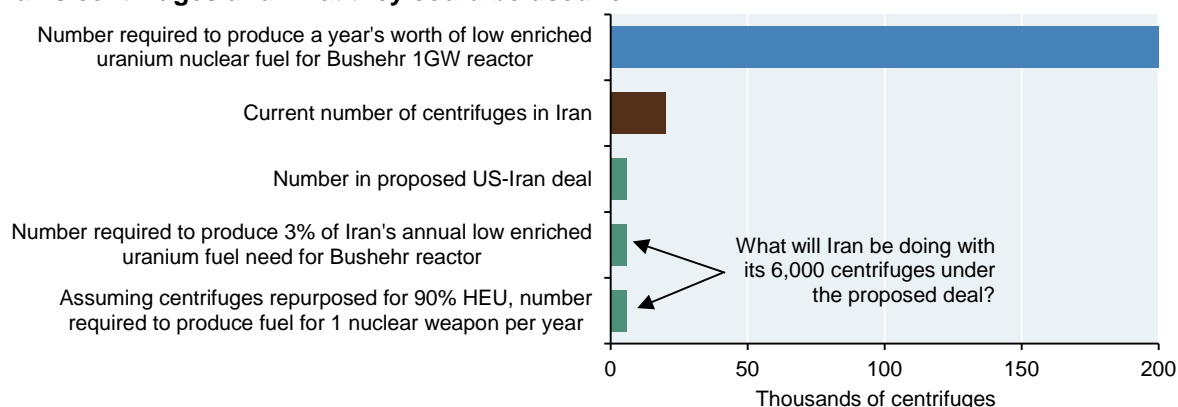 Number required to produce a year's worth of low enriched
uranium nuclear fuel for Bushehr 1GW reactor
Current number of centrifuges in Iran
Number in proposed US-Iran deal
Number required to produce 3% of Iran's annual low enriched
uranium fuel need for Bushehr reactor
Assuming centrifuges repurposed for 90% HEU, number
required to produce fuel for 1 nuclear weapon per year
What will Iran be doing with
its 6,000 centrifuges under
the proposed deal?
0 50 100 150 200
Thousands of centrifuges